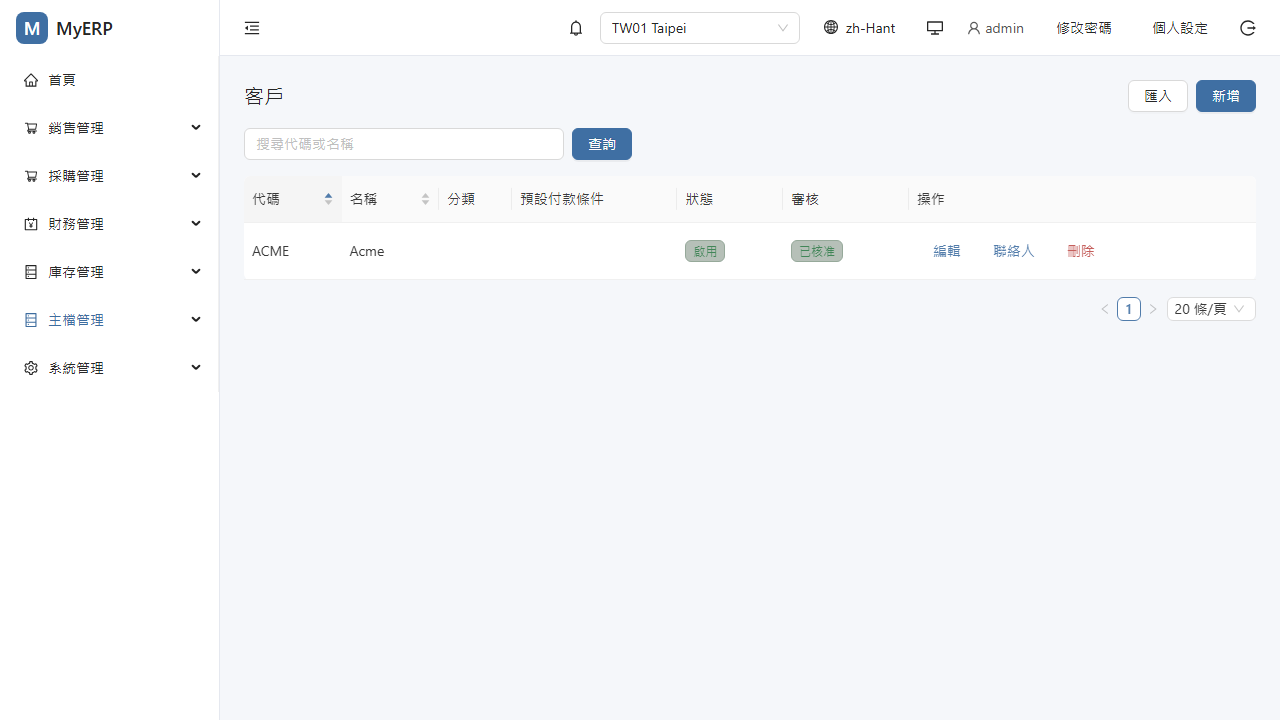 M MyERP
TW01 Taipei
zh-Hant
admin
修改密碼
個人設定
首頁
銷售管理
採購管理
財務管理
庫存管理
主檔管理
系統管理
客戶
匯入
新增
搜尋代碼或名稱
查詢
代碼 名稱 分類 預設付款條件 狀態 審核 操作
ACME Acme 啟用 已核准 編輯 聯絡人 刪除
1 20 條/頁